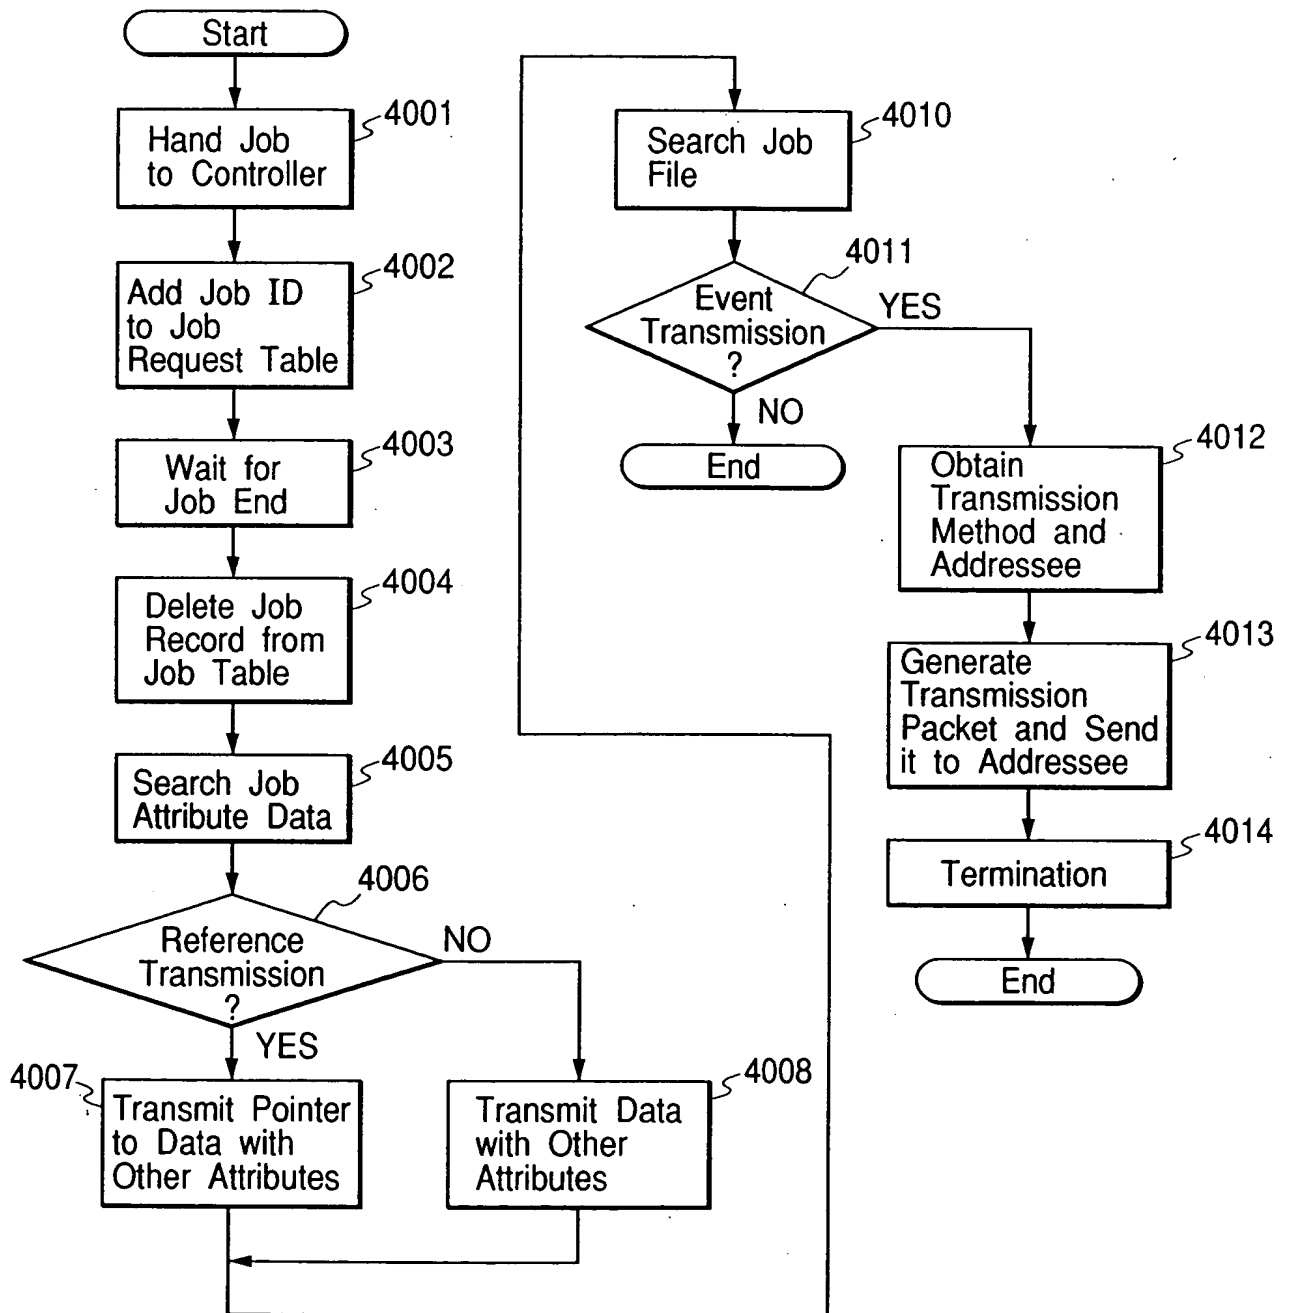 Start
4001
Hand Job
to Controller
4002
Add Job ID
to Job
Request Table
4003
Wait for
Job End
4004
Delete Job
Record from
Job Table
4005
Search Job
Attribute Data
4006
Reference
Transmission
?
NO
YES
4007
Transmit Pointer
to Data with
Other Attributes
4008
Transmit Data
with Other
Attributes
4010
Search Job
File
4011
Event
Transmission
?
YES
NO
End
4012
Obtain
Transmission
Method and
Addressee
4013
Generate
Transmission
Packet and Send
it to Addressee
4014
Termination
End